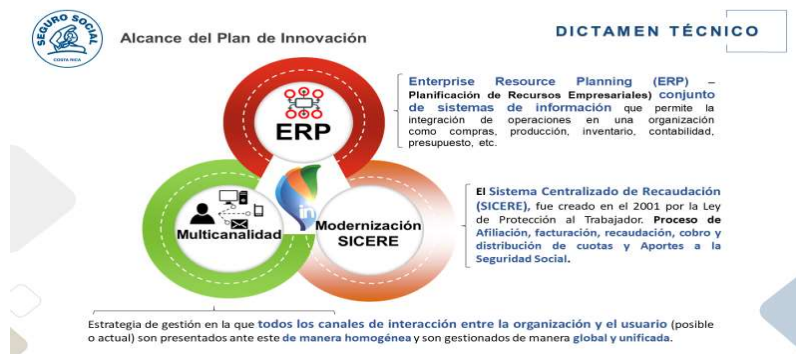 SEGURO SOCIAL
COSTA RICA
Alcance del Plan de Innovación
DICTAMEN TÉCNICO
ERP
Enterprise Resource Planning (ERP) –
Planificación de Recursos Empresariales) conjunto
de sistemas de información que permite la
integración de operaciones en una organización
como compras, producción, inventario, contabilidad,
presupuesto, etc.
Multicanalidad
in
Modernización
SICERE
El Sistema Centralizado de Recaudación
(SICERE), fue creado en el 2001 por la Ley
de Protección al Trabajador. Proceso de
Afiliación, facturación, recaudación, cobro y
distribución de cuotas y Aportes a la
Seguridad Social.
Estrategia de gestión en la que todos los canales de interacción entre la organización y el usuario (posible
o actual) son presentados ante este de manera homogénea y son gestionados de manera global y unificada.